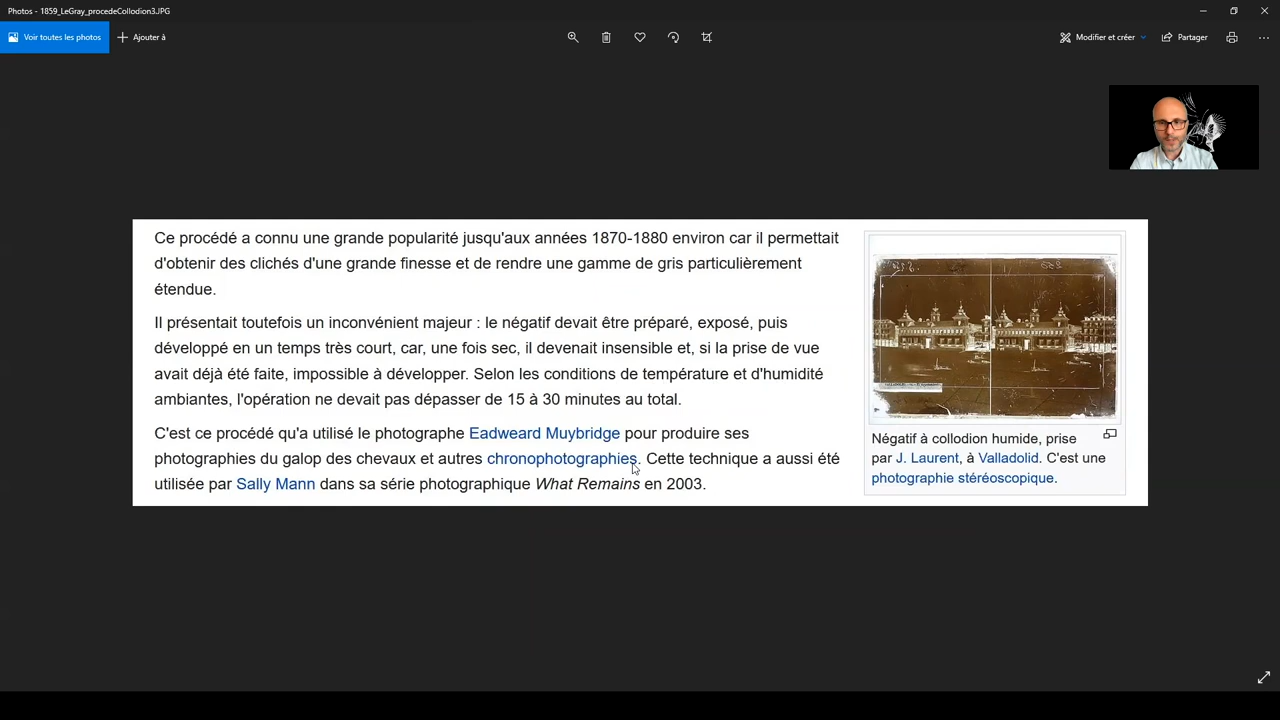 Photos - 1859_LeGray_procedeCollodion3.JPG
Voir toutes les photos
Ajouter à
Modifier et créer
Partager
Ce procédé a connu une grande popularité jusqu'aux années 1870-1880 environ car il permettait
d'obtenir des clichés d'une grande finesse et de rendre une gamme de gris particulièrement
étendue.
Il présentait toutefois un inconvénient majeur : le négatif devait être préparé, exposé, puis
développé en un temps très court, car, une fois sec, il devenait insensible et, si la prise de vue
avait déjà été faite, impossible à développer. Selon les conditions de température et d'humidité
ambiantes, l'opération ne devait pas dépasser de 15 à 30 minutes au total.
C'est ce procédé qu'a utilisé le photographe Eadweard Muybridge pour produire ses
photographies du galop des chevaux et autres chronophotographies. Cette technique a aussi été
utilisée par Sally Mann dans sa série photographique What Remains en 2003.
Négatif à collodion humide, prise
par J. Laurent, à Valladolid. C'est une
photographie stéréoscopique.